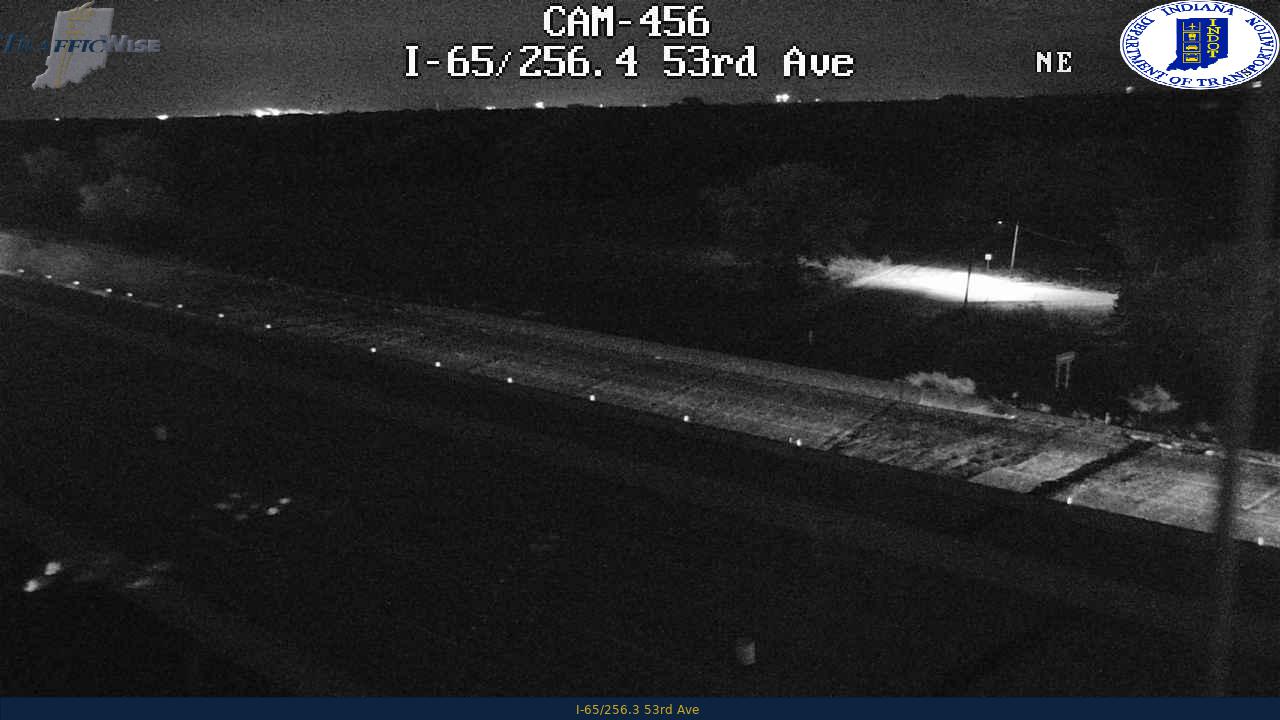 CAM-456
I-65/256.4 53rd Ave
NE
TRAFFICWISE
INDIANA
DEPARTMENT OF TRANSPORTATION
INDOT
I-65/256.3 53rd Ave